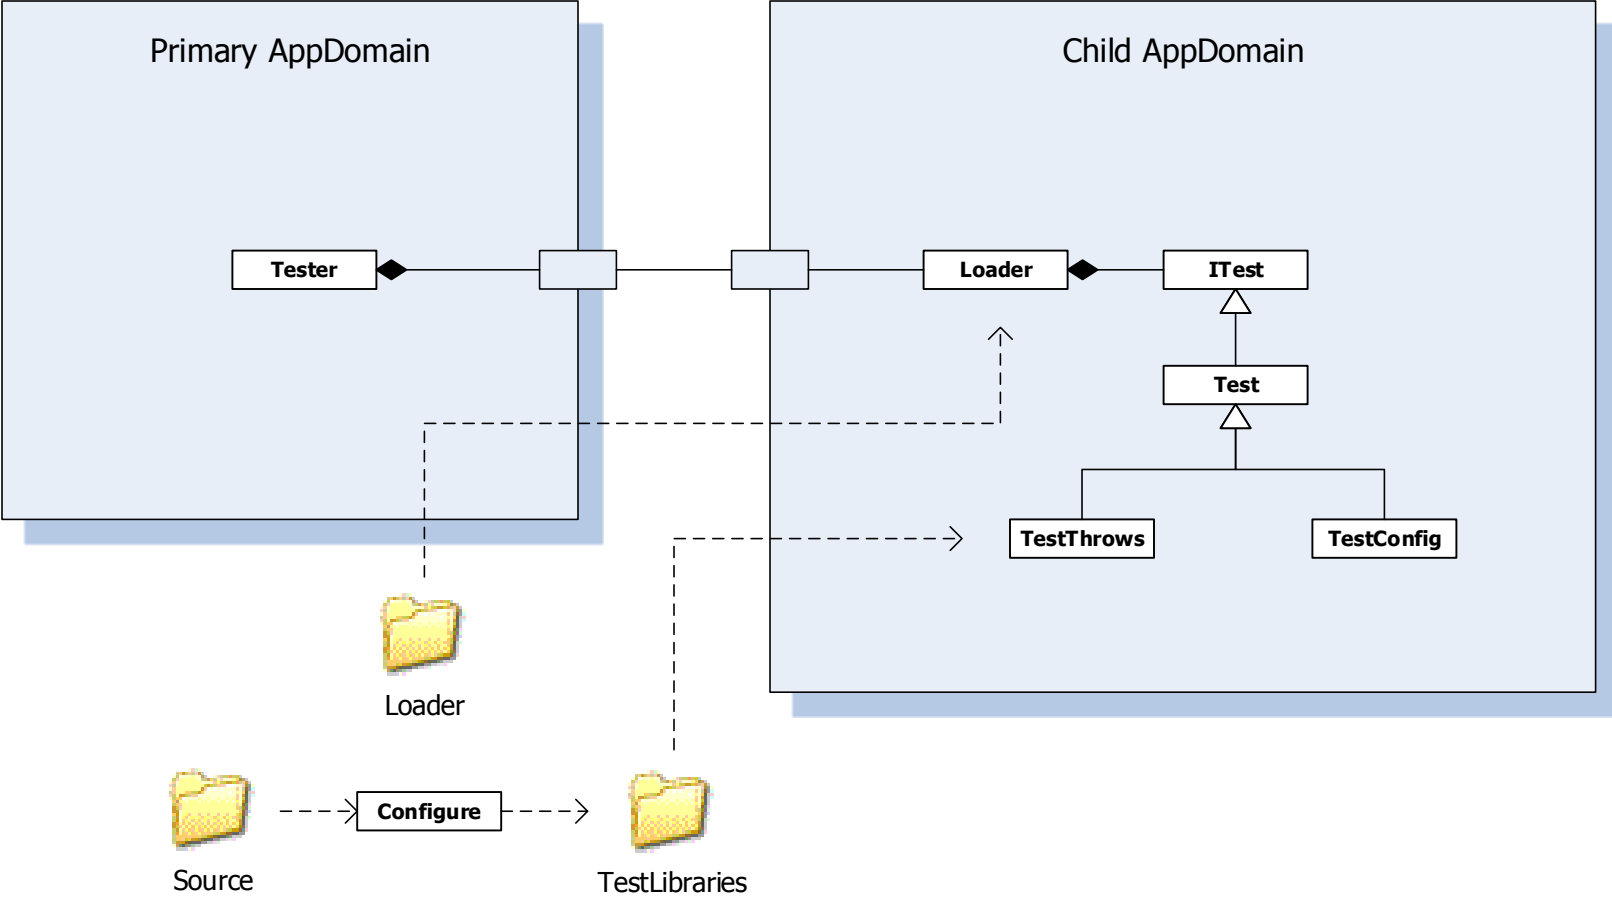 Primary AppDomain
Child AppDomain
Tester
Loader
ITest
Test
TestThrows
TestConfig
Loader
Configure
Source
TestLibraries